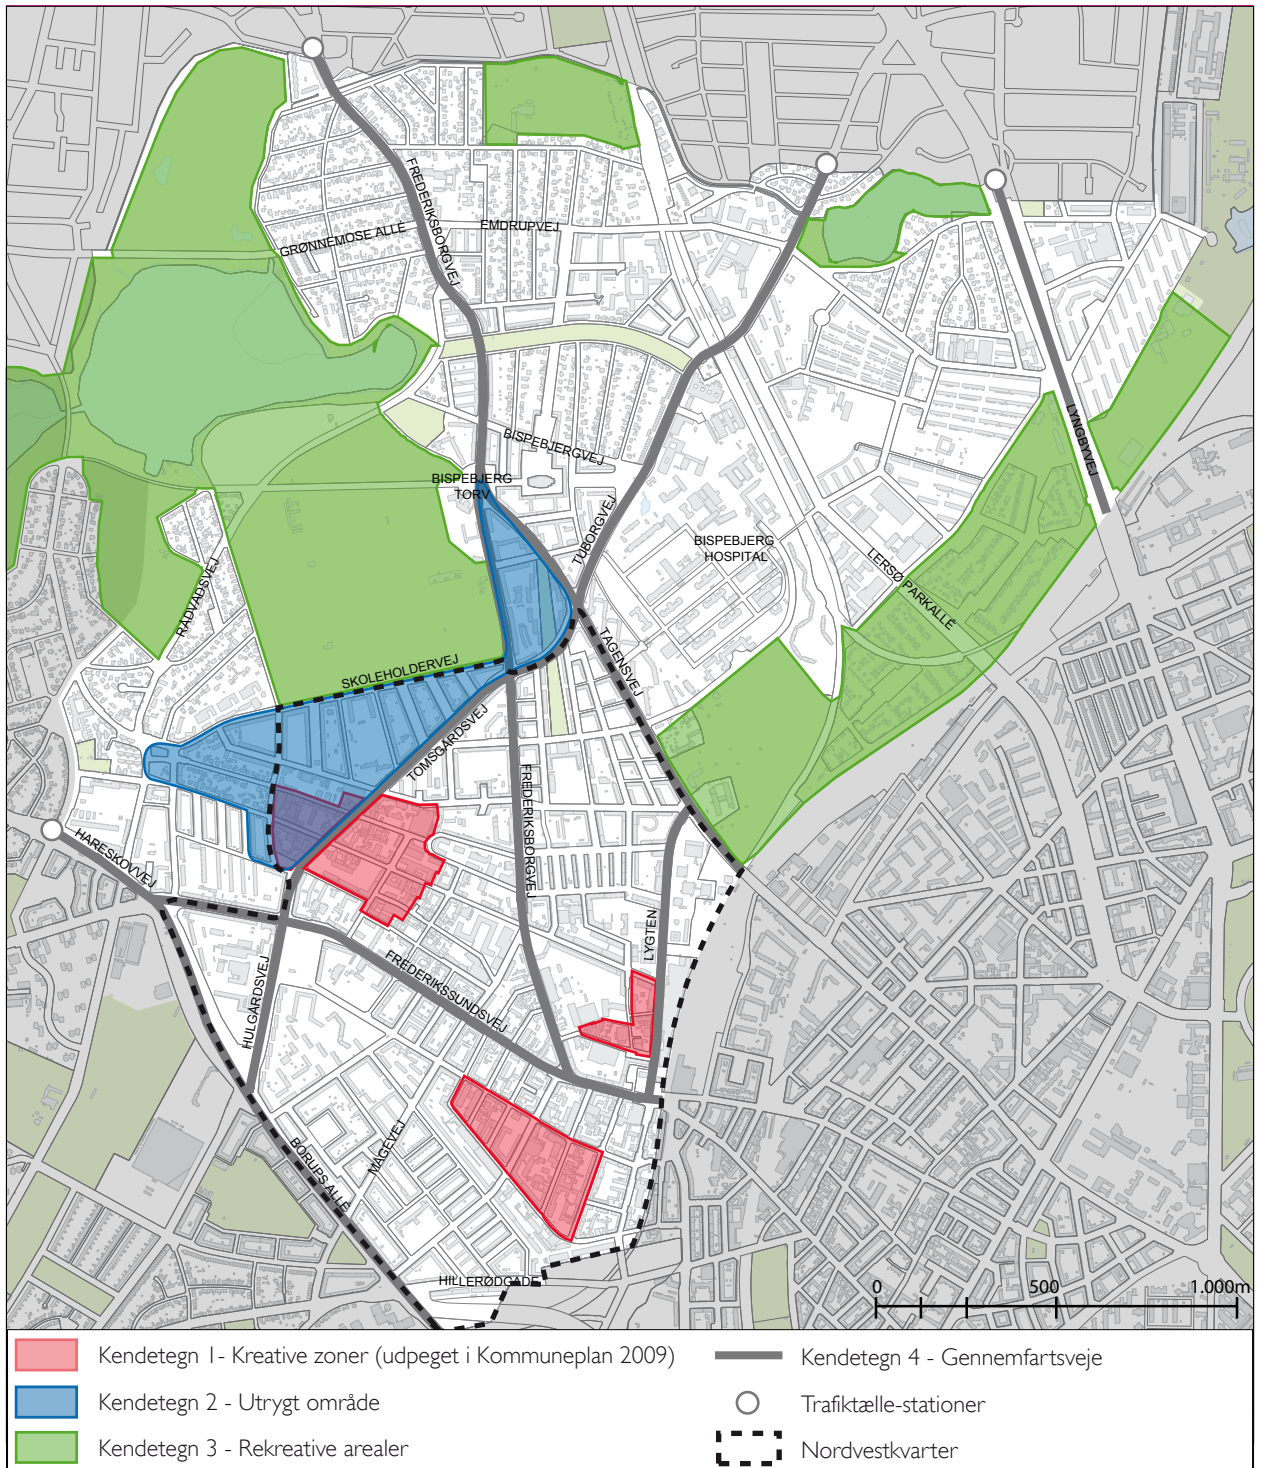 FREDERIKSBORGVEJ
GRØNNEMOSE ALLÉ
EMDRUPVEJ
BISPEBJERGVEJ
BISPEBJERG
TORV
TUBORGVEJ
BISPEBJERG
HOSPITAL
LYNGBYVEJ
LERSØ PARKALLÉ
RÅDVADSVEJ
SKOLEHOLDERVEJ
TAGENSVEJ
TOMSGÅRDSVEJ
FREDERIKSBORGVEJ
HARESKOVVEJ
LYGTEN
FREDERIKSSUNDSVEJ
HULGÅRDSVEJ
MÅGEVEJ
BORUPS ALLÉ
HILLERØDGADE
0 500 1.000m
Kendetegn 1 - Kreative zoner (udpeget i Kommuneplan 2009)
Kendetegn 2 - Utrygt område
Kendetegn 3 - Rekreative arealer
Kendetegn 4 - Gennemfartsveje
Trafiktælle-stationer
Nordvestkvarter